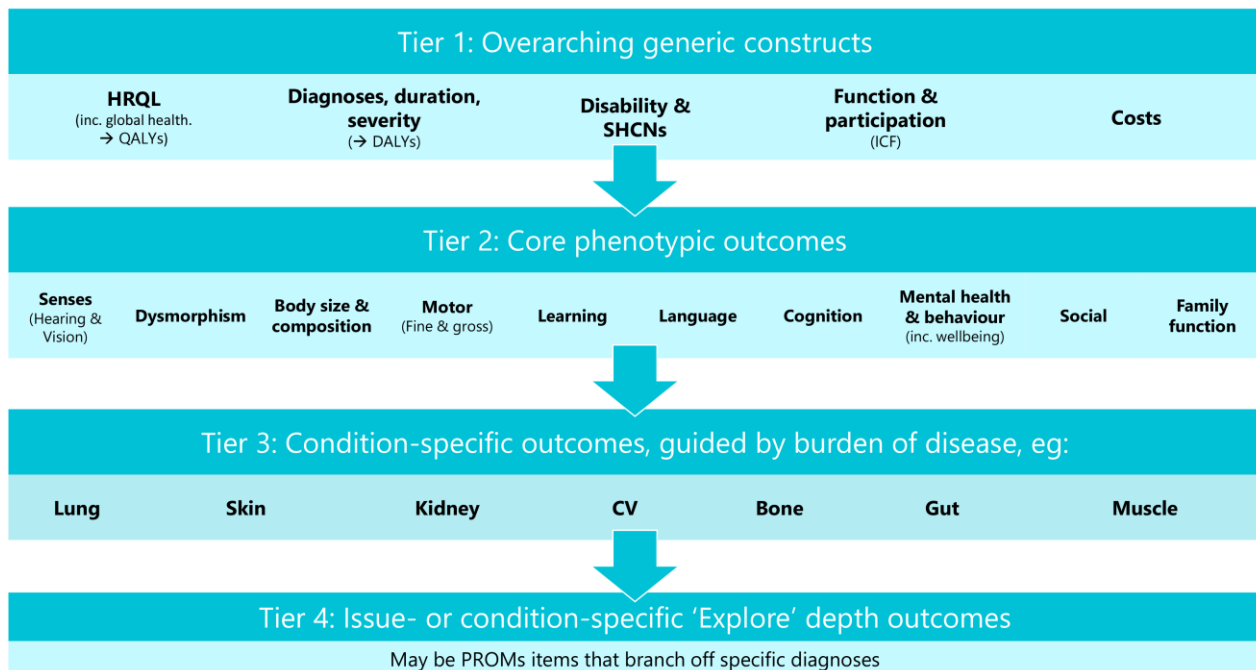 Tier 1: Overarching generic constructs
HRQL
(inc. global health.
→ QALYs)
Diagnoses, duration,
severity
(→ DALYs)
Disability &
SHCNs
Function &
participation
(ICF)
Costs
Tier 2: Core phenotypic outcomes
Senses
(Hearing &
Vision)
Dysmorphism
Body size &
composition
Motor
(Fine & gross)
Learning
Language
Cognition
Mental health
& behaviour
(inc. wellbeing)
Social
Family
function
Tier 3: Condition-specific outcomes, guided by burden of disease, eg:
Lung
Skin
Kidney
CV
Bone
Gut
Muscle
Tier 4: Issue- or condition-specific ‘Explore’ depth outcomes
May be PROMs items that branch off specific diagnoses